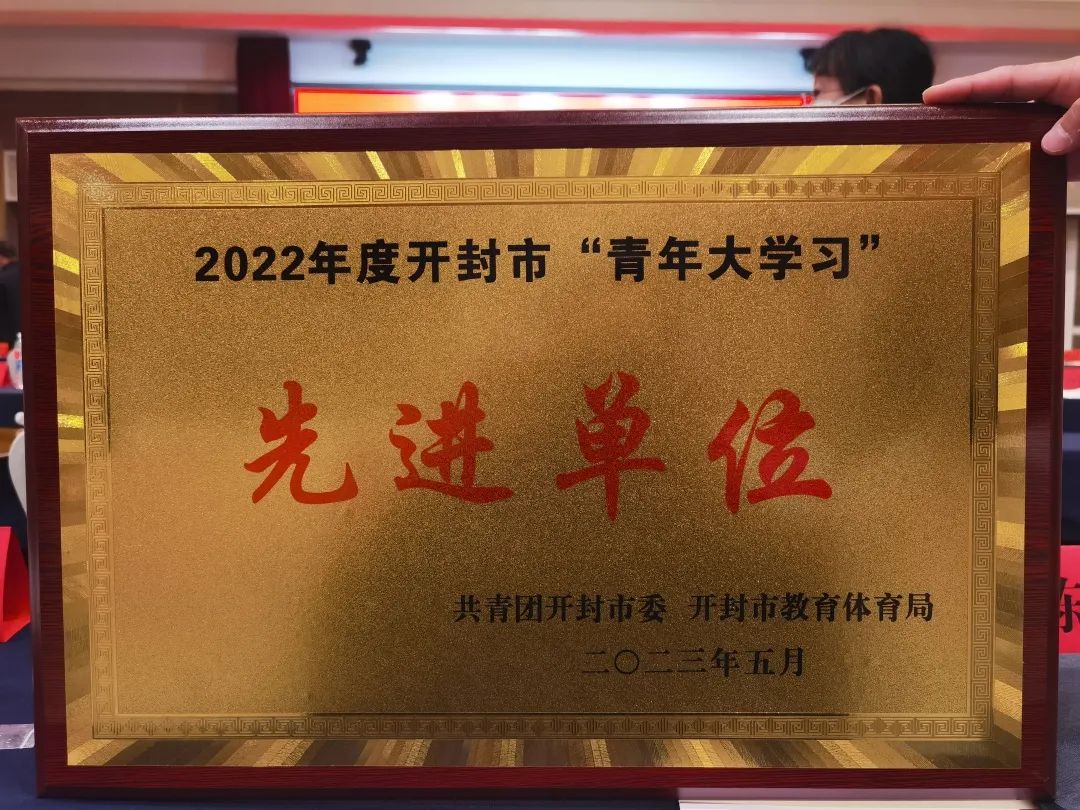 2022年度开封市“青年大学习”
先进单位
共青团开封市委 开封市教育体育局
二〇二三年五月